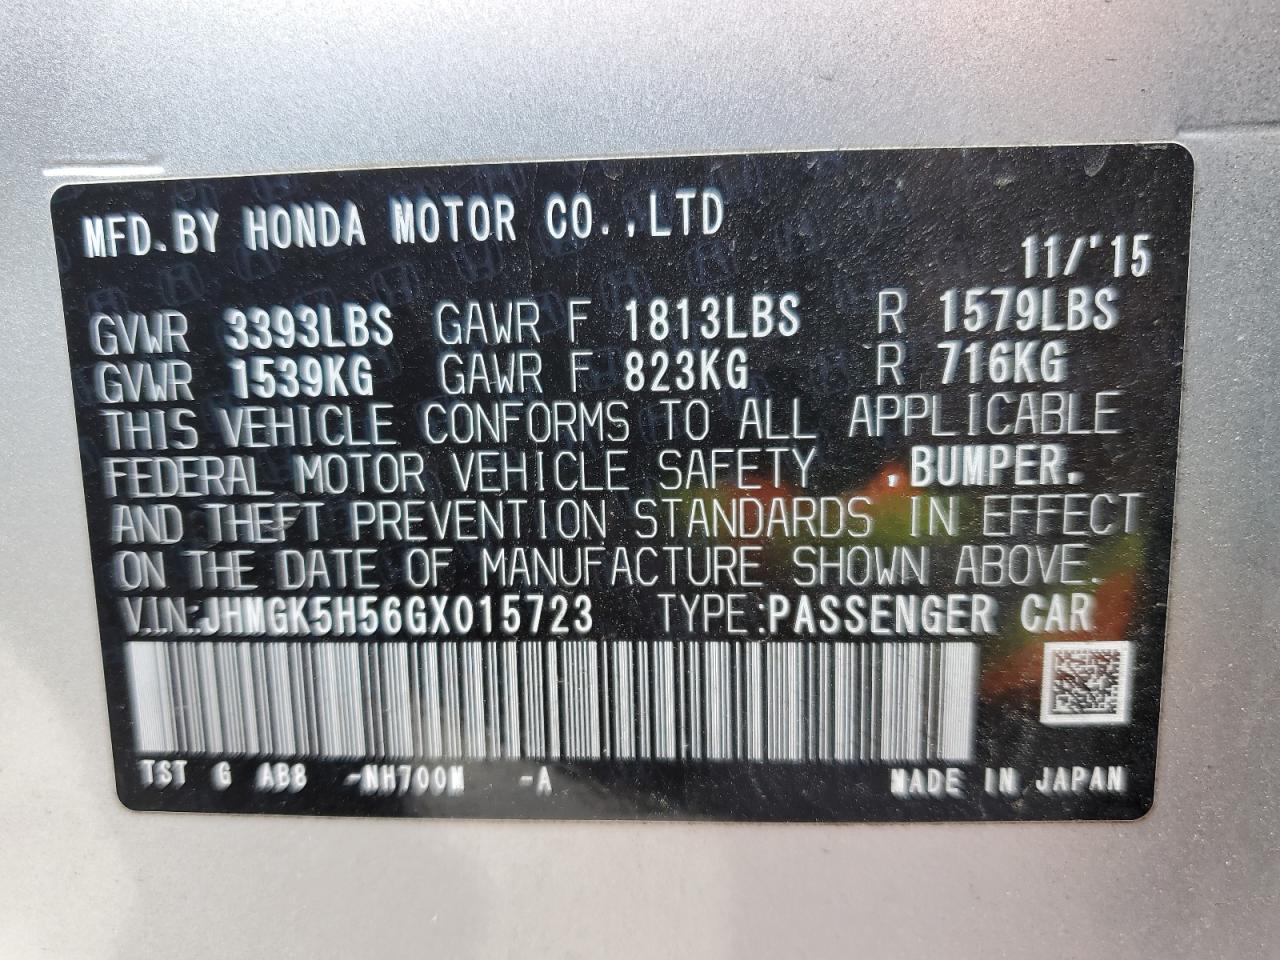 MFD.BY HONDA MOTOR CO.,LTD
11/'15
GVWR 3393LBS GAWR F 1813LBS R 1579LBS
GVWR 1539KG GAWR F 823KG R 716KG
THIS VEHICLE CONFORMS TO ALL APPLICABLE
FEDERAL MOTOR VEHICLE SAFETY ,BUMPER.
AND THEFT PREVENTION STANDARDS IN EFFECT
ON THE DATE OF MANUFACTURE SHOWN ABOVE.
V.I.N:JHMGK5H56GX015723 TYPE:PASSENGER CAR
TST G AB8 -NH700M -A MADE IN JAPAN